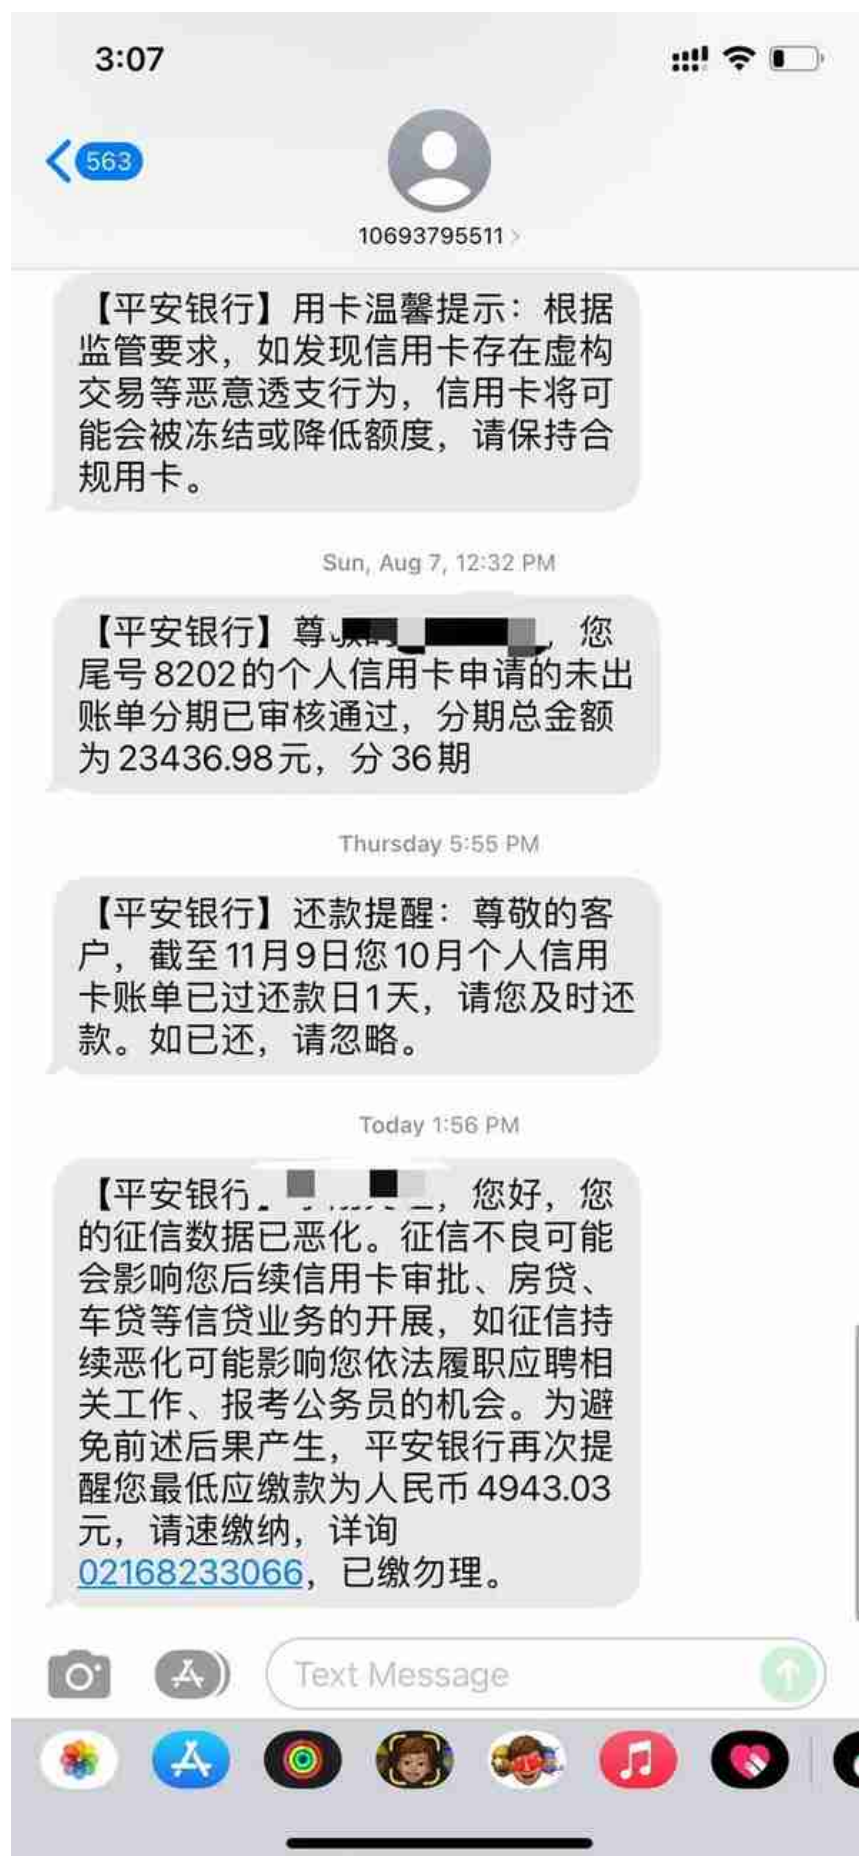 3:07
563
10693795511
【平安银行】用卡温馨提示：根据
监管要求，如发现信用卡存在虚构
交易等恶意透支行为，信用卡将可
能会被冻结或降低额度，请保持合
规用卡。
Sun, Aug 7, 12:32 PM
【平安银行】尊，您
尾号8202的个人信用卡申请的未出
账单分期已审核通过，分期总金额
为23436.98元，分36期
Thursday 5:55 PM
【平安银行】还款提醒：尊敬的客
户，截至11月9日您10月个人信用
卡账单已过还款日1天，请您及时还
款。如已还，请忽略。
Today 1:56 PM
【平安银行，您好，您
的征信数据已恶化。征信不良可能
会影响您后续信用卡审批、房贷、
车贷等信贷业务的开展，如征信持
续恶化可能影响您依法履职应聘相
关工作、报考公务员的机会。为避
免前述后果产生，平安银行再次提
醒您最低应缴款为人民币4943.03
元，请速缴纳，详询
02168233066，已缴勿理。
Text Message